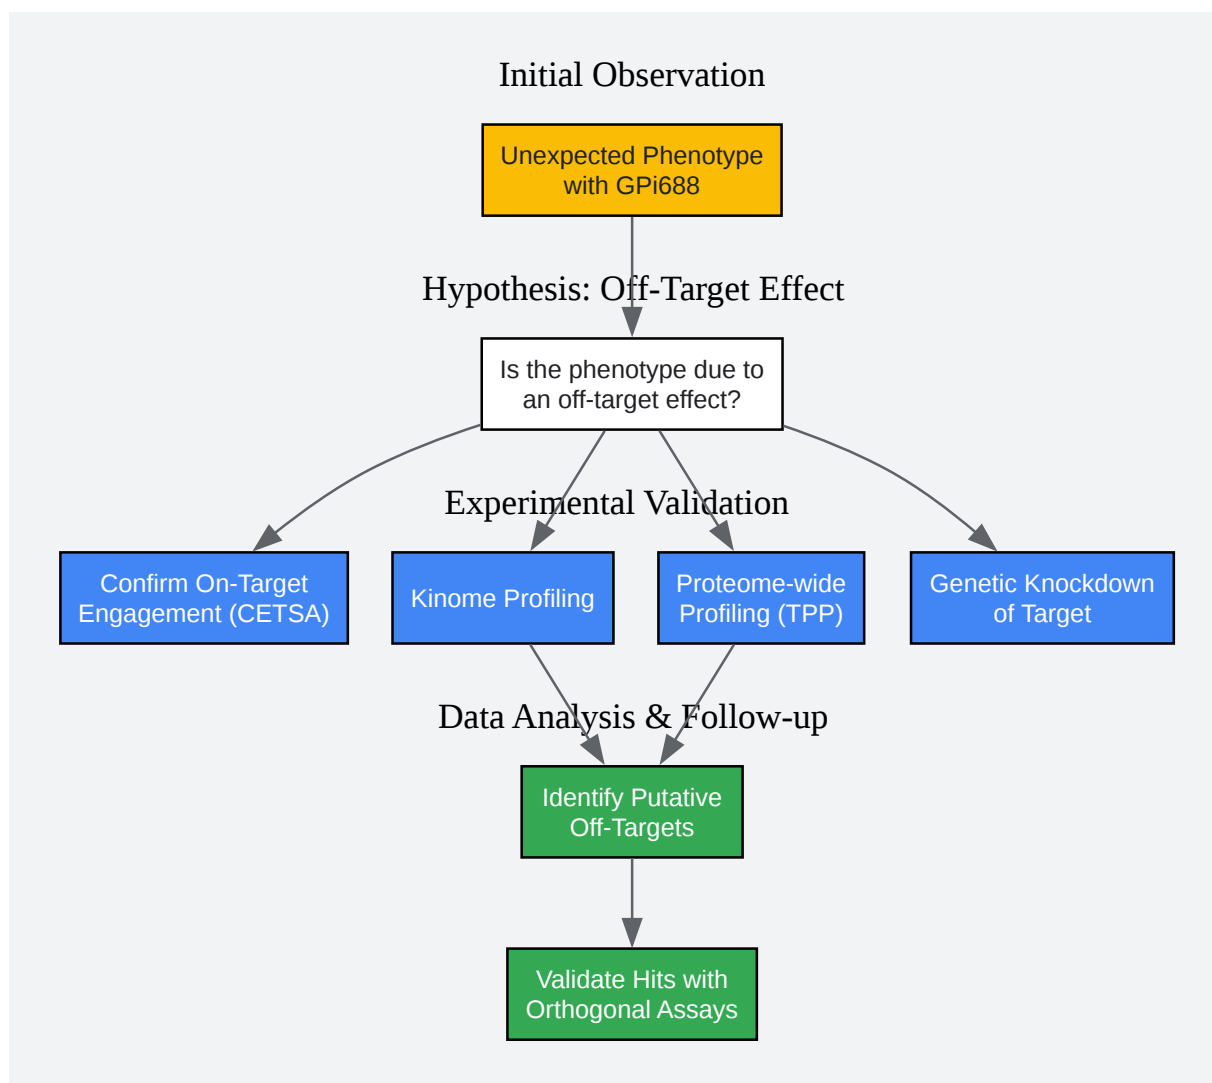 Initial Observation
Unexpected Phenotype
with GPi688
Hypothesis: Off-Target Effect
Is the phenotype due to
an off-target effect?
Experimental Validation
Confirm On-Target
Engagement (CETSA)
Kinome Profiling
Proteome-wide
Profiling (TPP)
Genetic Knockdown
of Target
Data Analysis & Follow-up
Identify Putative
Off-Targets
Validate Hits with
Orthogonal Assays